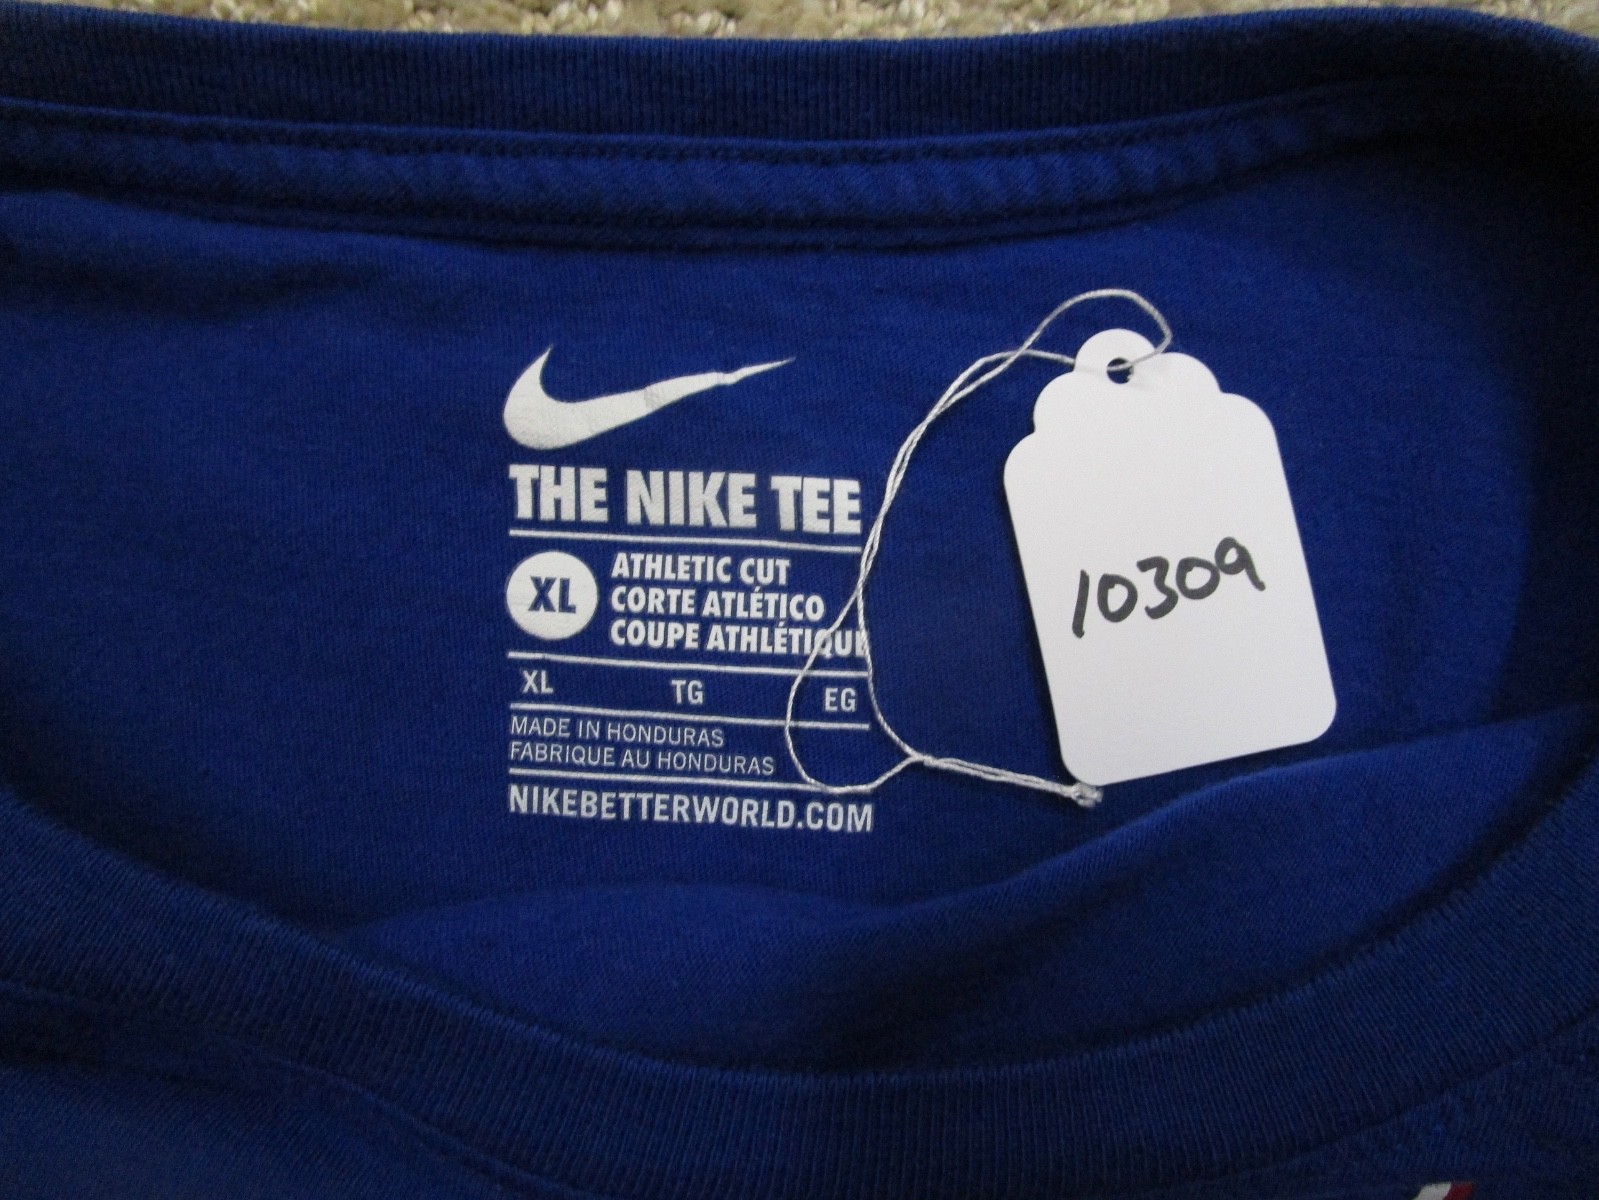 THE NIKE TEE
XL
ATHLETIC CUT
CORTE ATLÉTICO
COUPE ATHLÉTIQUE
XL TG EG
MADE IN HONDURAS
FABRIQUE AU HONDURAS
NIKEBETTERWORLD.COM
10309